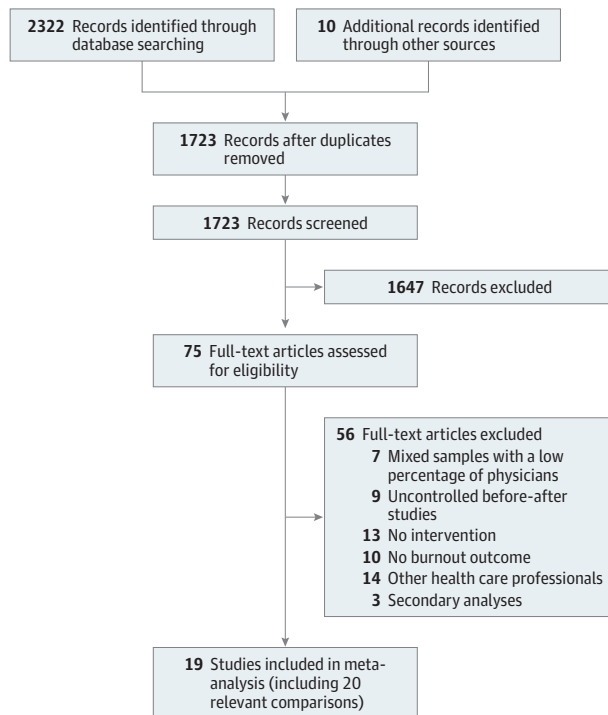 2322 Records identified through
database searching
10 Additional records identified
through other sources
1723 Records after duplicates
removed
1723 Records screened
1647 Records excluded
75 Full-text articles assessed
for eligibility
56 Full-text articles excluded
7 Mixed samples with a low
percentage of physicians
9 Uncontrolled before-after
studies
13 No intervention
10 No burnout outcome
14 Other health care professionals
3 Secondary analyses
19 Studies included in meta-
analysis (including 20
relevant comparisons)